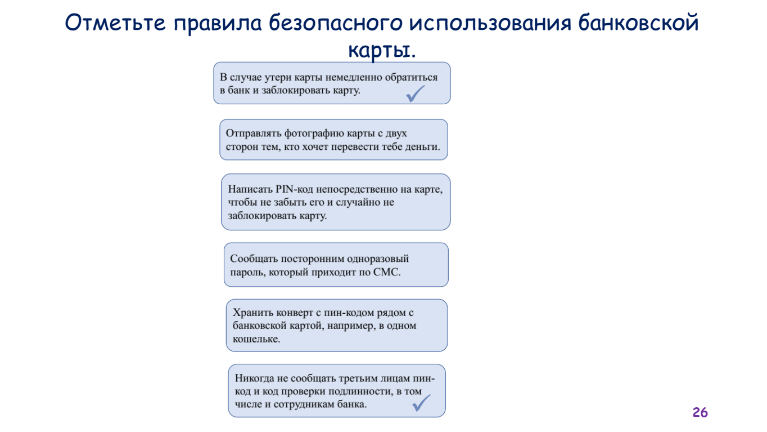 Отметьте правила безопасного использования банковской
карты.
В случае утери карты немедленно обратиться
в банк и заблокировать карту.
Отправлять фотографию карты с двух
сторон тем, кто хочет перевести тебе деньги.
Написать PIN-код непосредственно на карте,
чтобы не забыть его и случайно не
заблокировать карту.
Сообщать посторонним одноразовый
пароль, который приходит по СМС.
Хранить конверт с пин-кодом рядом с
банковской картой, например, в одном
кошельке.
Никогда не сообщать третьим лицам пин-
код и код проверки подлинности, в том
числе и сотрудникам банка.
26